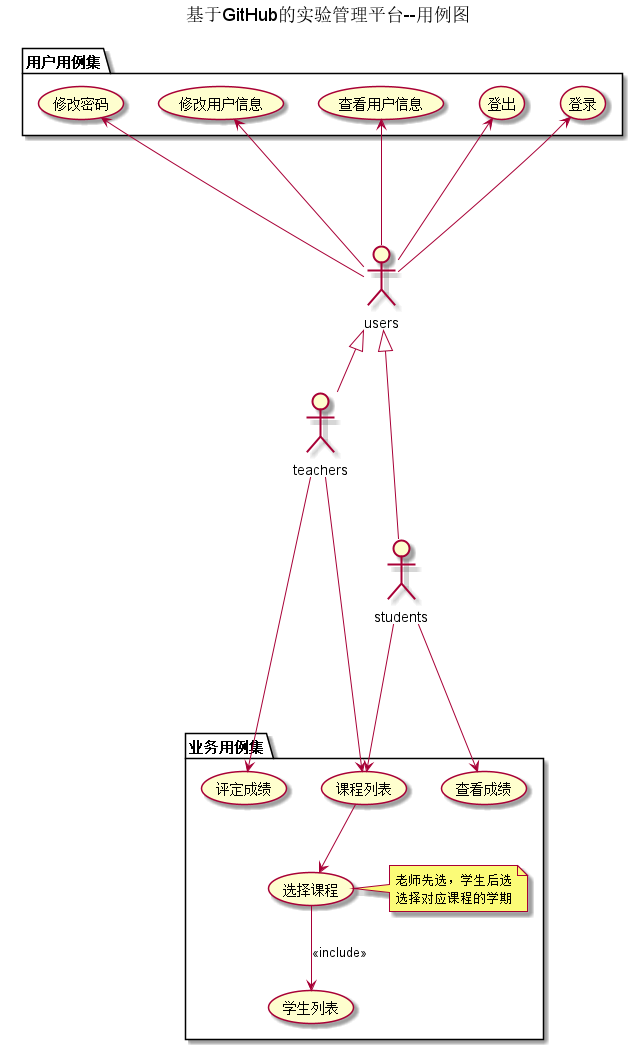 基于GitHub的实验管理平台--用例图
用户用例集
修改密码
修改用户信息
查看用户信息
登出
登录
users
teachers
students
业务用例集
评定成绩
课程列表
查看成绩
选择课程
老师先选，学生后选
选择对应课程的学期
«include»
学生列表